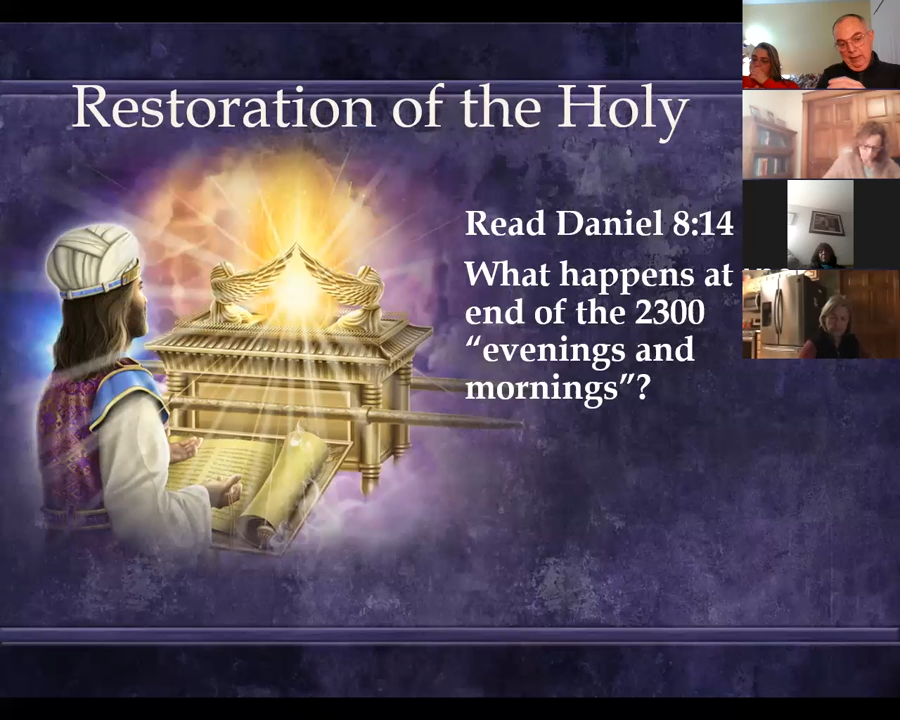 Restoration of the Holy
Read Daniel 8:14
What happens at
end of the 2300
“evenings and
mornings”?